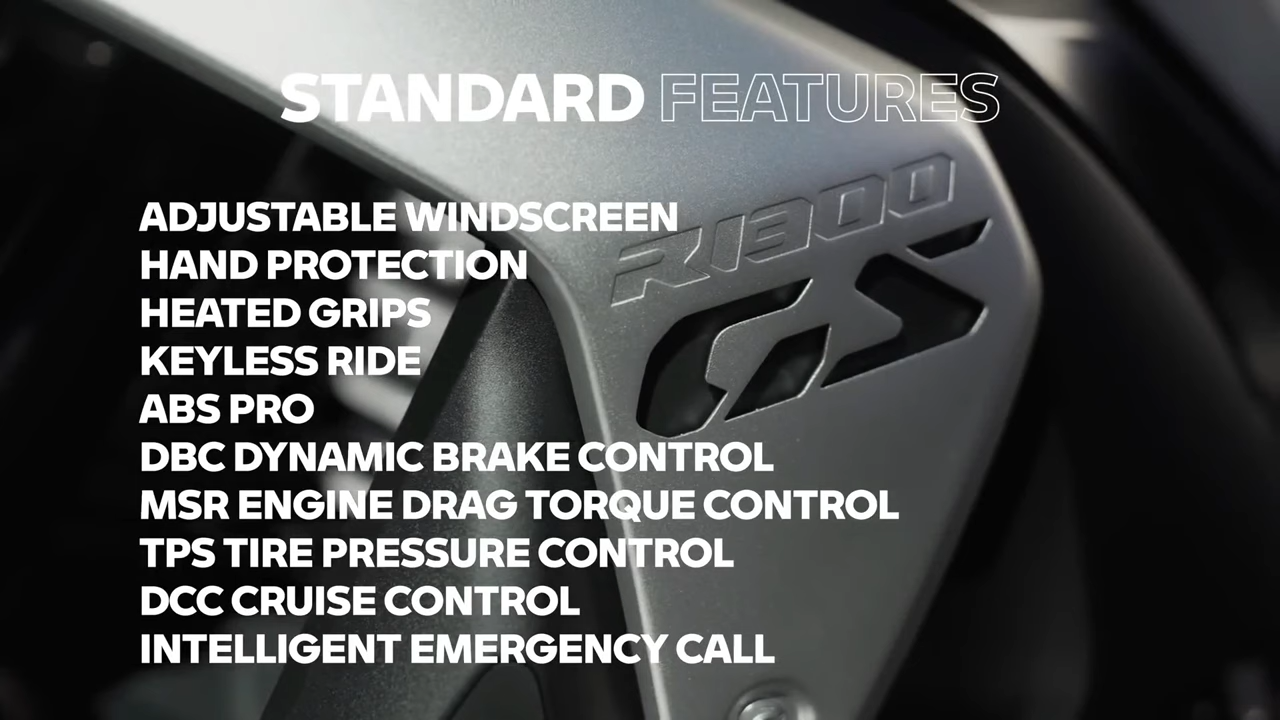 STANDARD FEATURES
R1300
GS
ADJUSTABLE WINDSCREEN
HAND PROTECTION
HEATED GRIPS
KEYLESS RIDE
ABS PRO
DBC DYNAMIC BRAKE CONTROL
MSR ENGINE DRAG TORQUE CONTROL
TPS TIRE PRESSURE CONTROL
DCC CRUISE CONTROL
INTELLIGENT EMERGENCY CALL